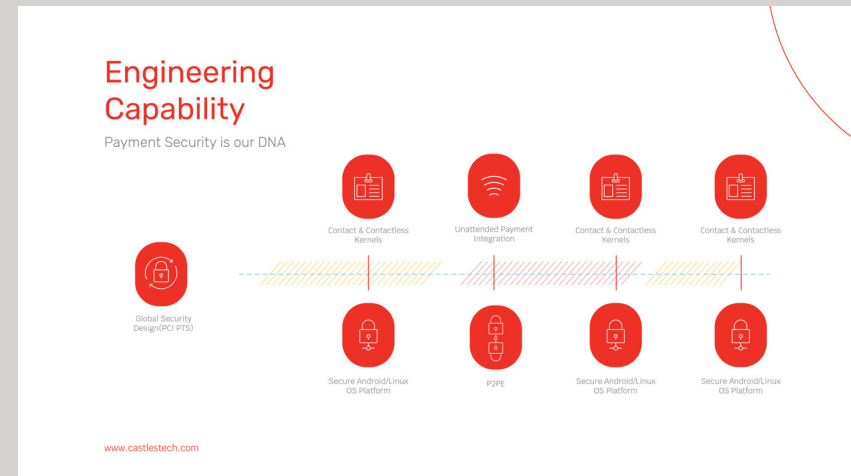 Engineering
Capability
Payment Security is our DNA
Contact & Contactless
Kernels
Unattended Payment
Integration
Contact & Contactless
Kernels
Contact & Contactless
Kernels
Global Security
Design(PCI PTS)
Secure Android/Linux
OS Platform
P2PE
Secure Android/Linux
OS Platform
Secure Android/Linux
OS Platform
www.castlestech.com